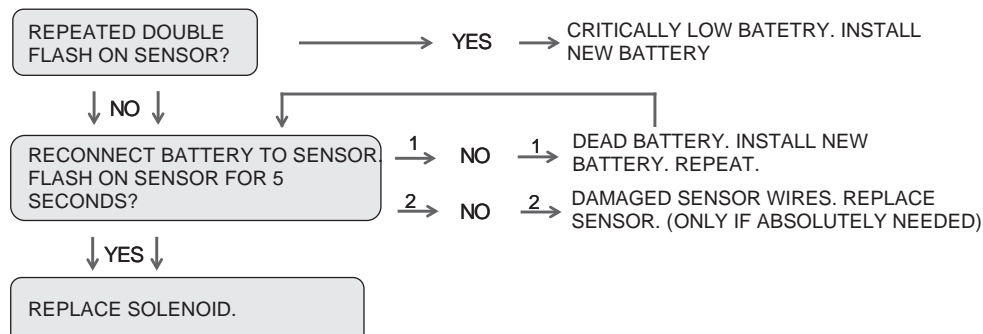 REPEATED DOUBLE
FLASH ON SENSOR?
YES
CRITICALLY LOW BATETRY. INSTALL
NEW BATTERY
NO
RECONNECT BATTERY TO SENSOR.
FLASH ON SENSOR FOR 5
SECONDS?
1
NO
1
DEAD BATTERY. INSTALL NEW
BATTERY. REPEAT.
2
NO
2
DAMAGED SENSOR WIRES. REPLACE
SENSOR. (ONLY IF ABSOLUTELY NEEDED)
YES
REPLACE SOLENOID.